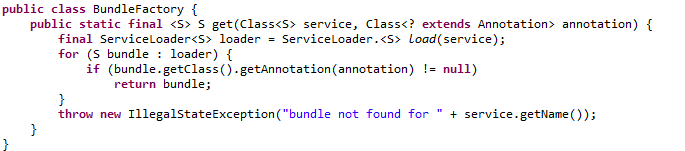 public class BundleFactory {
    public static final <S> S get(Class<S> service, Class<? extends Annotation> annotation) {
        final ServiceLoader<S> loader = ServiceLoader.<S> load(service);
        for (S bundle : loader) {
            if (bundle.getClass().getAnnotation(annotation) != null)
                return bundle;
        }
        throw new IllegalStateException("bundle not found for " + service.getName());
    }
}